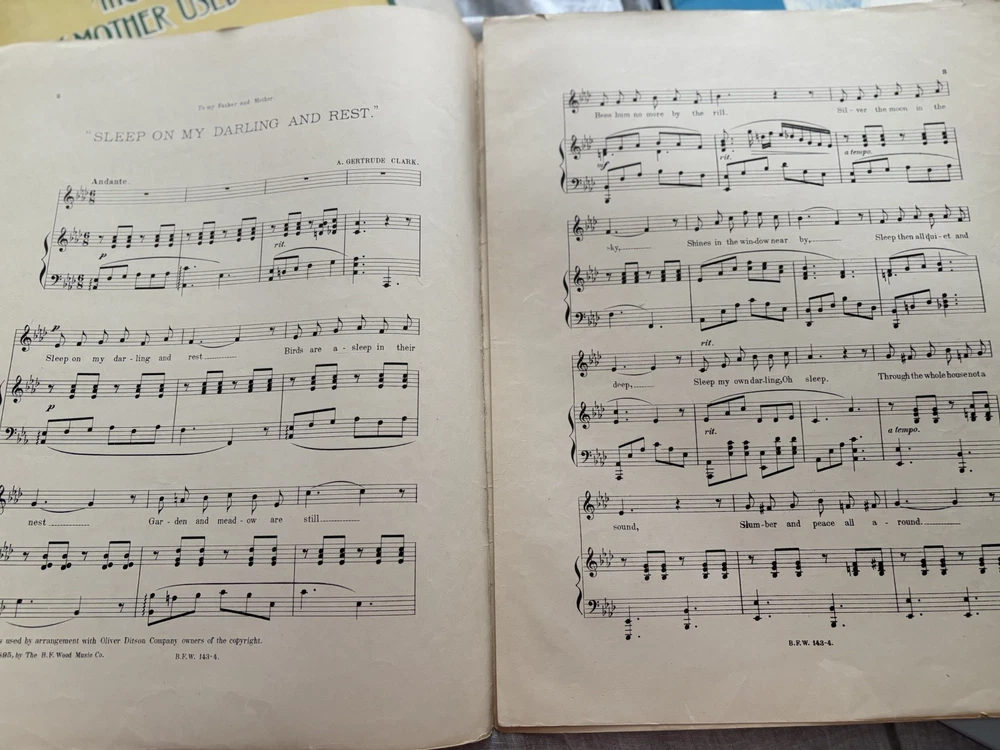 MOTHER USED
2
To my Father and Mother.
"SLEEP ON MY DARLING AND REST."
A. GERTRUDE CLARK.
Andante.
p
rit.
p
Sleep on my dar - ling and rest
Birds are a - sleep in their
p
nest
Gar - den and mead - ow are still
used by arrangement with Oliver Ditson Company owners of the copyright.
895, by The B.F. Wood Music Co.
B.F.W. 143-4.
3
Bees hum no more by the rill. Sil - ver the moon in the
mf
rit.
a tempo.
sky, Shines in the win-dow near by, Sleep then all qui - et and
rit.
deep, Sleep my own dar-ling, Oh sleep. Through the whole house not a
rit.
a tempo.
sound, Slum-ber and peace all a - round.
B.F.W. 143-4.